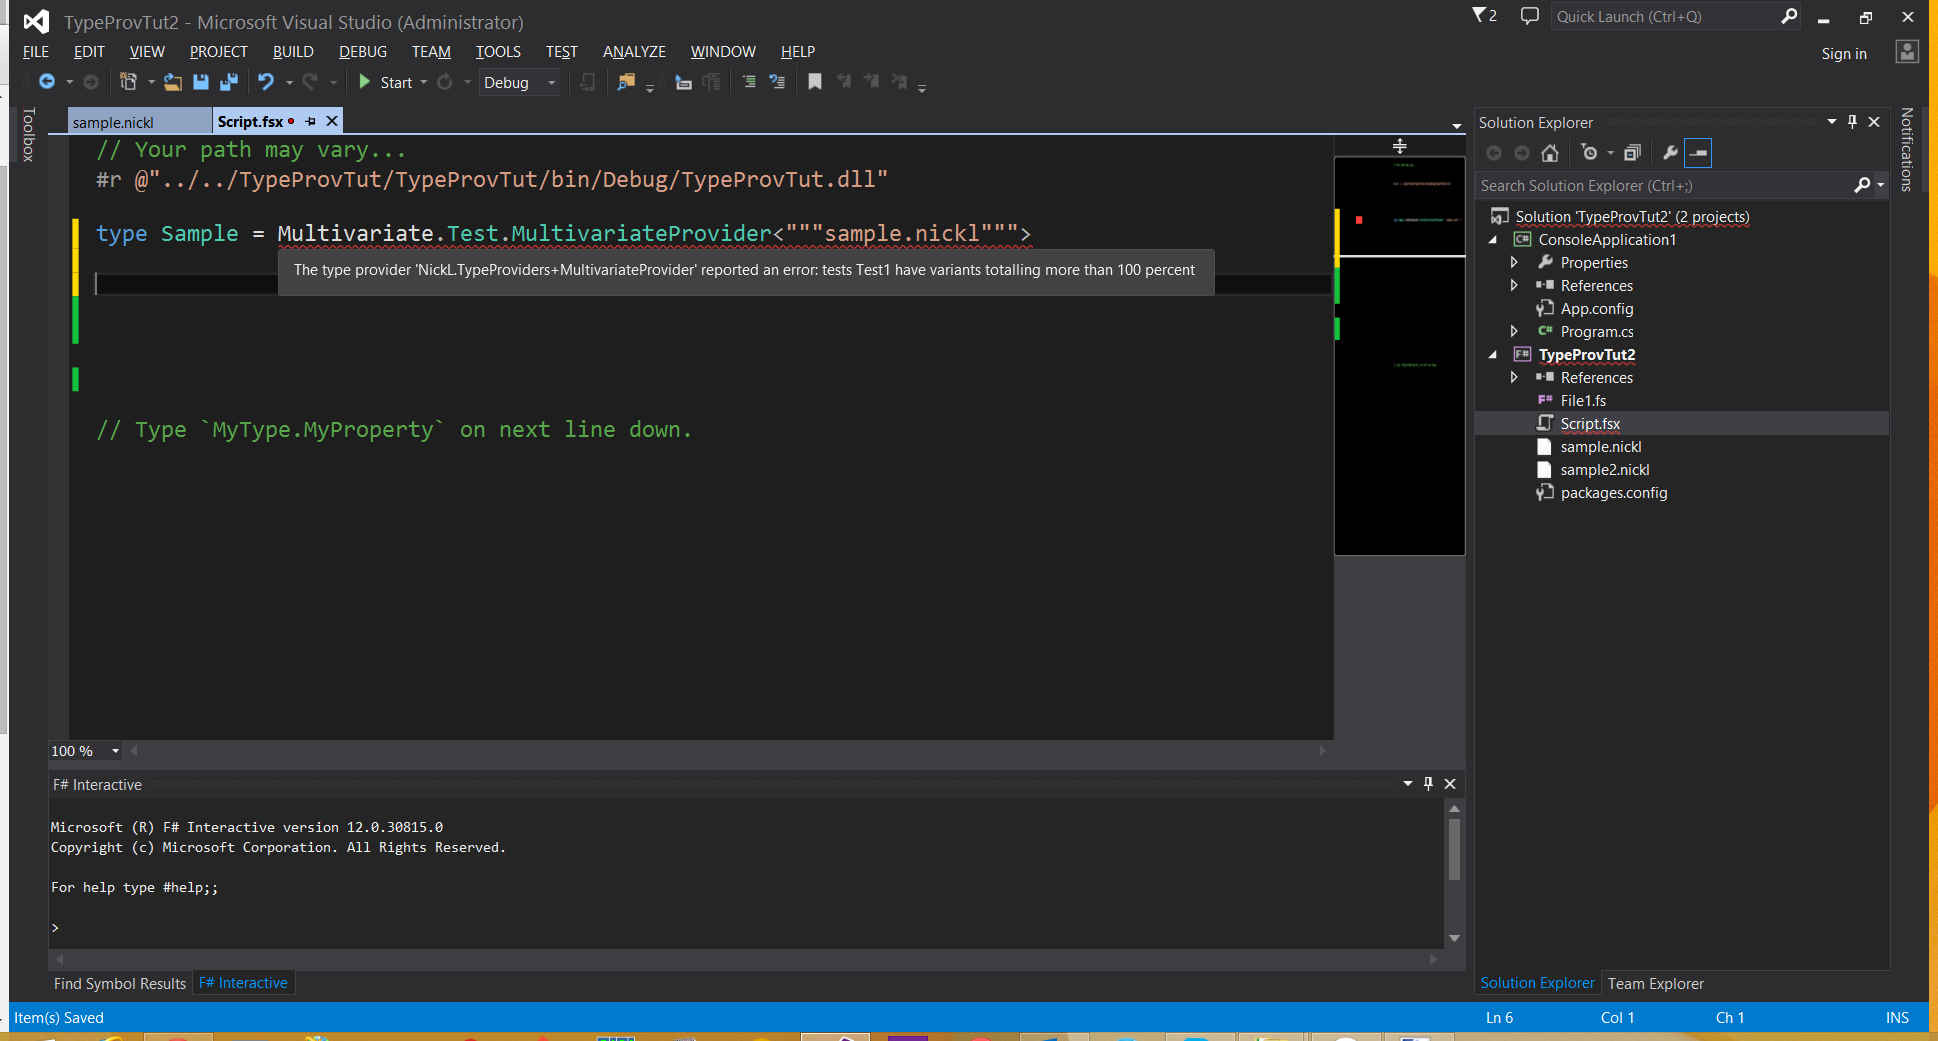 TypeProvTut2 - Microsoft Visual Studio (Administrator)
2
Quick Launch (Ctrl+Q)
FILE EDIT VIEW PROJECT BUILD DEBUG TEAM TOOLS TEST ANALYZE WINDOW HELP
Sign in
Start Debug
Toolbox
sample.nickl Script.fsx
// Your path may vary...
#r @"../../TypeProvTut/TypeProvTut/bin/Debug/TypeProvTut.dll"
type Sample = Multivariate.Test.MultivariateProvider<"""sample.nickl""">
The type provider 'NickL.TypeProviders+MultivariateProvider' reported an error: tests Test1 have variants totalling more than 100 percent
// Type `MyType.MyProperty` on next line down.
100 %
F# Interactive
Microsoft (R) F# Interactive version 12.0.30815.0
Copyright (c) Microsoft Corporation. All Rights Reserved.
For help type #help;;
>
Find Symbol Results F# Interactive
Solution Explorer
Search Solution Explorer (Ctrl+;)
Solution 'TypeProvTut2' (2 projects)
C# ConsoleApplication1
Properties
References
App.config
C# Program.cs
F# TypeProvTut2
References
F# File1.fs
Script.fsx
sample.nickl
sample2.nickl
packages.config
Solution Explorer Team Explorer
Notifications
Item(s) Saved
Ln 6 Col 1 Ch 1 INS